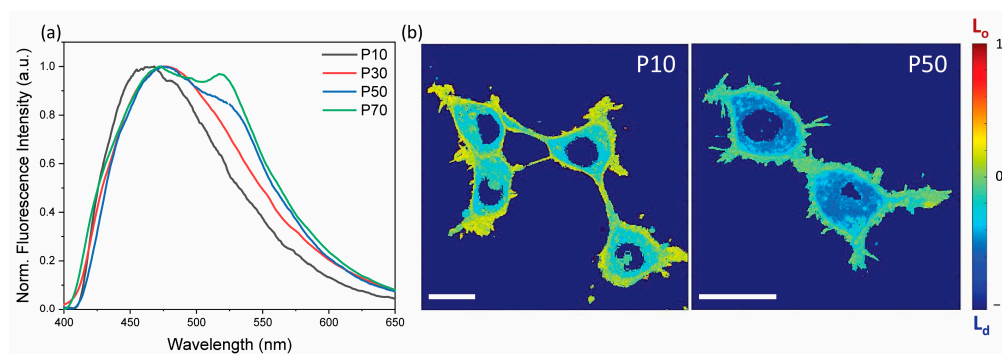 (a)
Norm. Fluorescence Intensity (a.u.)
1.0
0.8
0.6
0.4
0.2
0.0
400
450
500
550
600
650
Wavelength (nm)
P10
P30
P50
P70
(b)
P10
P50
Lo
1
0
–
Ld